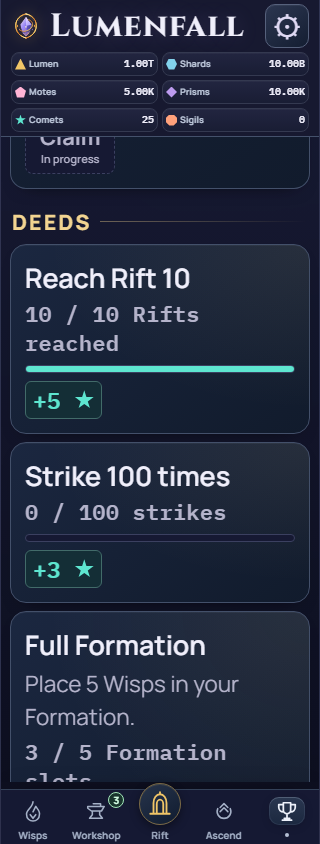 LUMENFALL
Lumen 1.00T
Shards 10.00B
Motes 5.00K
Prisms 10.00K
Comets 25
Sigils 0
Claim
In progress
DEEDS
Reach Rift 10
10 / 10 Rifts
reached
+5 ★
Strike 100 times
0 / 100 strikes
+3 ★
Full Formation
Place 5 Wisps in your
Formation.
3 / 5 Formation
slots
3
Wisps
Workshop
Rift
Ascend